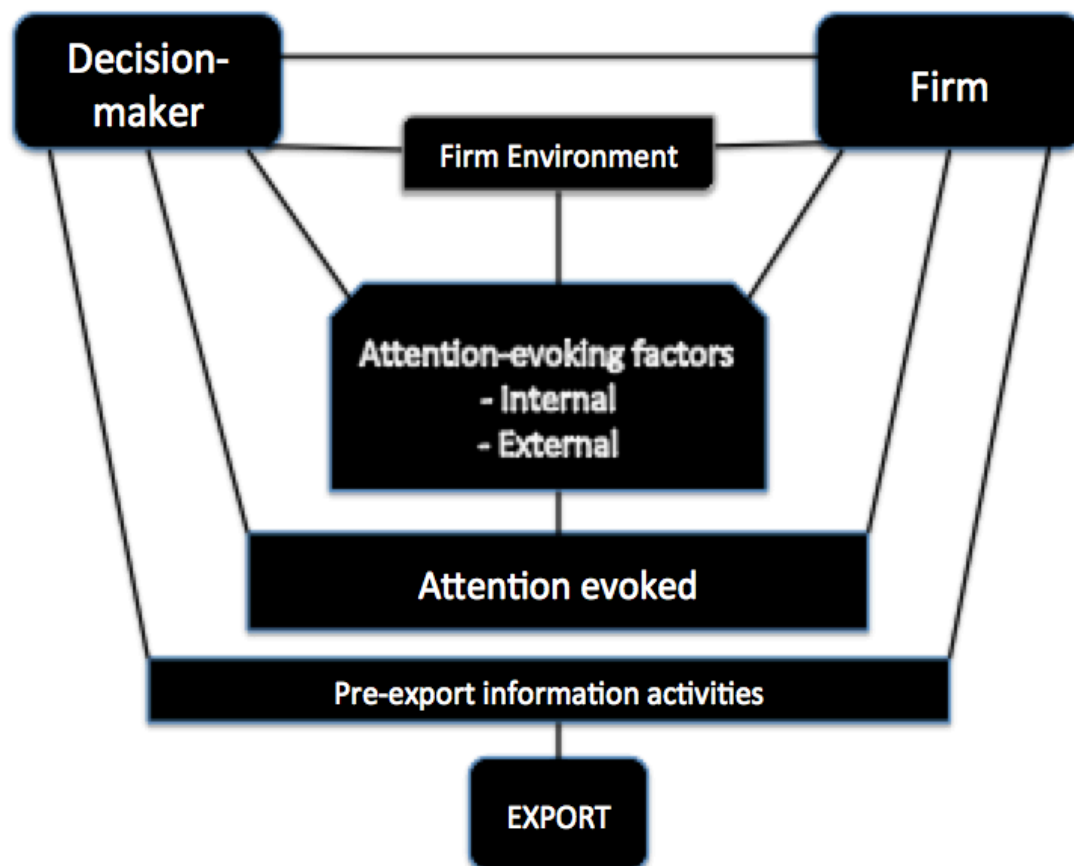 Decision-
maker
Firm
Firm Environment
Attention-evoking factors
- Internal
- External
Attention evoked
Pre-export information activities
EXPORT